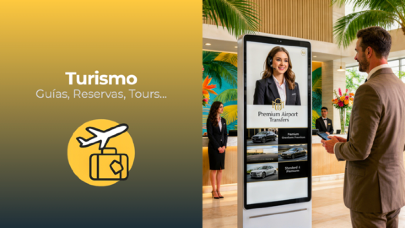 Turismo
Guías, Reservas, Tours...
Premium Airport
Transfers